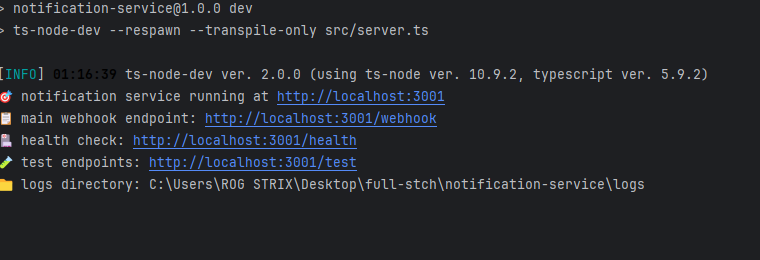 > notification-service@1.0.0 dev
> ts-node-dev --respawn --transpile-only src/server.ts
[INFO] 01:16:39 ts-node-dev ver. 2.0.0 (using ts-node ver. 10.9.2, typescript ver. 5.9.2)
🎯 notification service running at http://localhost:3001
📋 main webhook endpoint: http://localhost:3001/webhook
🏥 health check: http://localhost:3001/health
🧪 test endpoints: http://localhost:3001/test
📁 logs directory: C:\Users\ROG STRIX\Desktop\full-stch\notification-service\logs